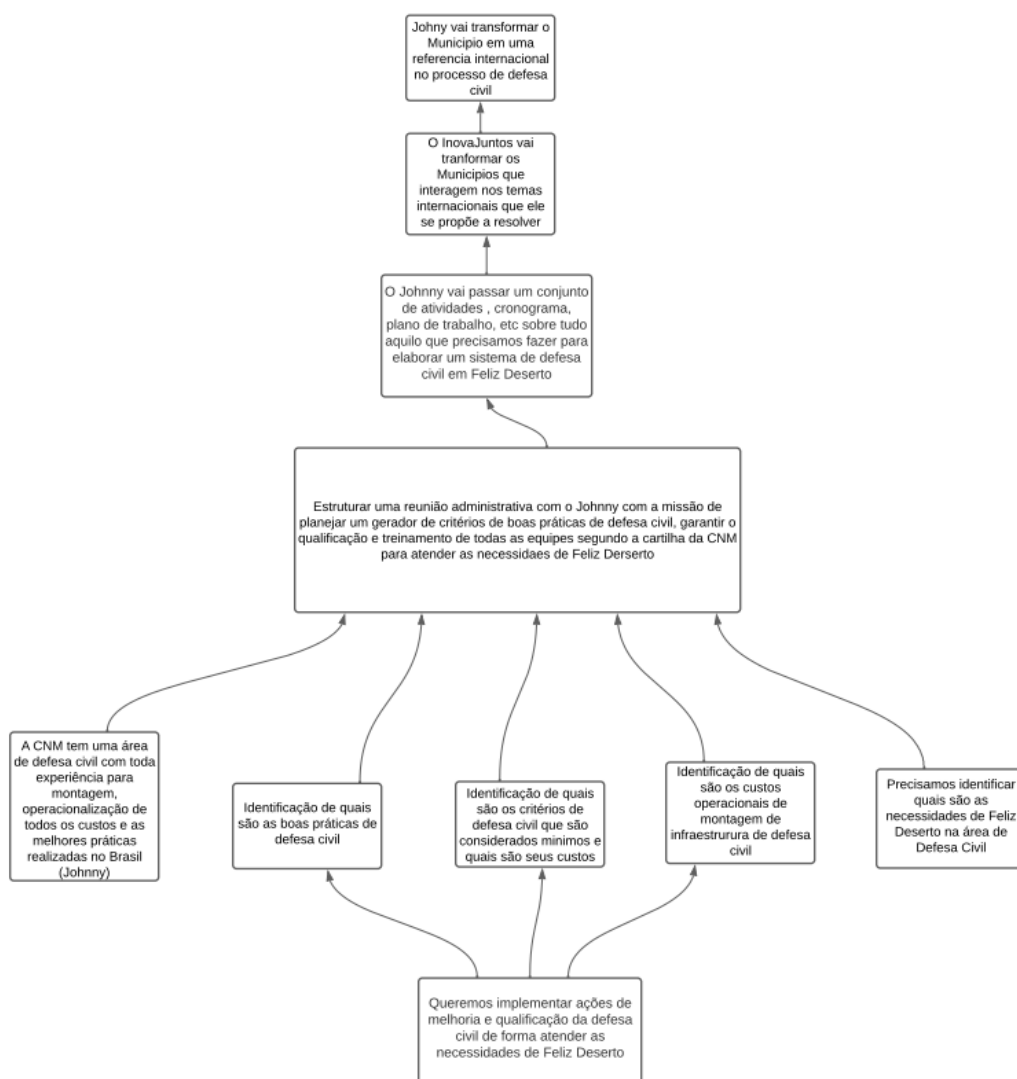 Johny vai transformar o
Municipio em uma
referencia internacional
no processo de defesa
civil
O InovaJuntos vai
tranformar os
Municipios que
interagem nos temas
internacionais que ele
se propõe a resolver
O Johnny vai passar um conjunto
de atividades , cronograma,
plano de trabalho, etc sobre tudo
aquilo que precisamos fazer para
elaborar um sistema de defesa
civil em Feliz Deserto
Estruturar uma reunião administrativa com o Johnny com a missão de
planejar um gerador de critérios de boas práticas de defesa civil, garantir o
qualificação e treinamento de todas as equipes segundo a cartilha da CNM
para atender as necessidaes de Feliz Derserto
A CNM tem uma área
de defesa civil com toda
experiência para
montagem,
operacionalização de
todos os custos e as
melhores práticas
realizadas no Brasil
(Johnny)
Identificação de quais
são as boas práticas de
defesa civil
Identificação de quais
são os critérios de
defesa civil que são
considerados minimos e
quais são seus custos
Identificação de quais
são os custos
operacionais de
montagem de
infraestrurura de defesa
civil
Precisamos identificar
quais são as
necessidades de Feliz
Deserto na área de
Defesa Civil
Queremos implementar ações de
melhoria e qualificação da defesa
civil de forma atender as
necessidades de Feliz Deserto